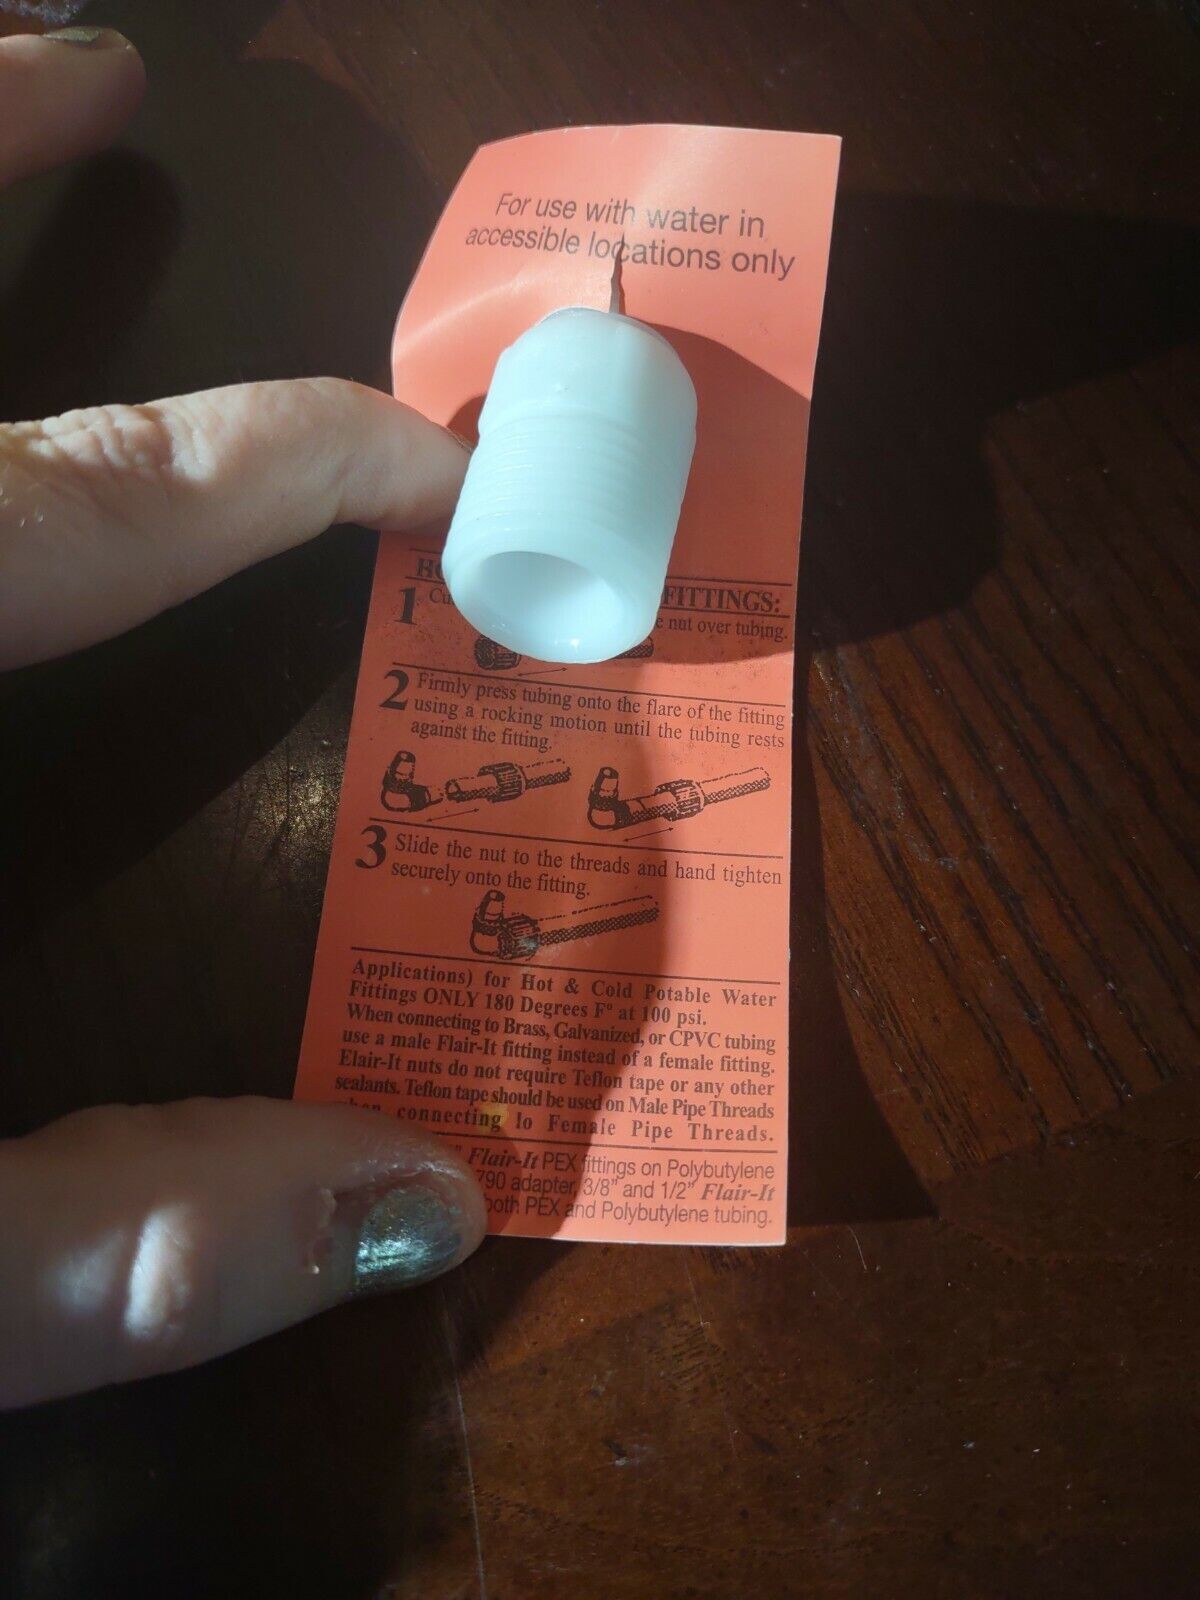 For use with water in
accessible locations only
FITTINGS:
1
nut over tubing.
2 Firmly press tubing onto the flare of the fitting
using a rocking motion until the tubing rests
against the fitting.
3 Slide the nut to the threads and hand tighten
securely onto the fitting.
Applications) for Hot & Cold Potable Water
Fittings ONLY 180 Degrees Fº at 100 psi.
When connecting to Brass, Galvanized, or CPVC tubing
use a male Flair-It fitting instead of a female fitting.
Elair-It nuts do not require Teflon tape or any other
sealants. Teflon tape should be used on Male Pipe Threads
connecting lo Female Pipe Threads.
Flair-It PEX fittings on Polybutylene
790 adapter, 3/8" and 1/2" Flair-It
both PEX and Polybutylene tubing.